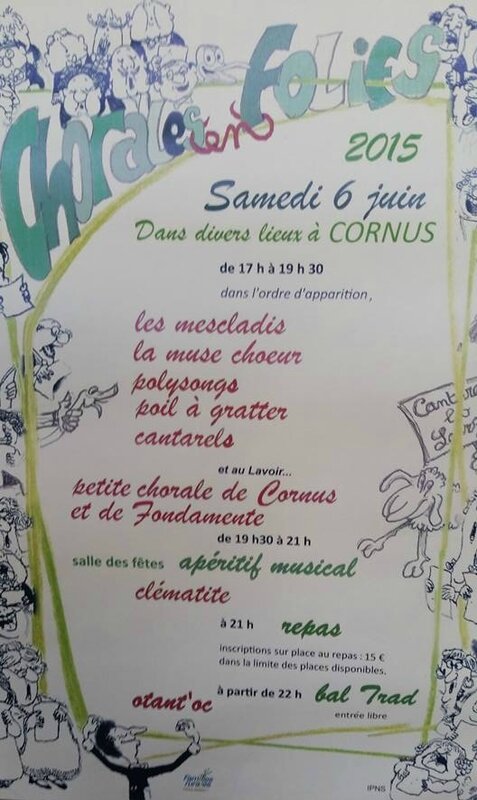 Chorales en FOLIES
2015
Samedi 6 juin
Dans divers lieux à CORNUS
de 17 h à 19 h 30
dans l'ordre d'apparition,
les mescladis
la muse choeur
polysongs
poil à gratter
cantarels
et au Lavoir...
petite chorale de Cornus
et de Fondamente
de 19 h30 à 21 h
salle des fêtes apéritif musical
clématite
à 21 h repas
inscriptions sur place au repas : 15 €
dans la limite des places disponibles.
otant'oc à partir de 22 h bal Trad
entrée libre
Familles rurales
IPNS